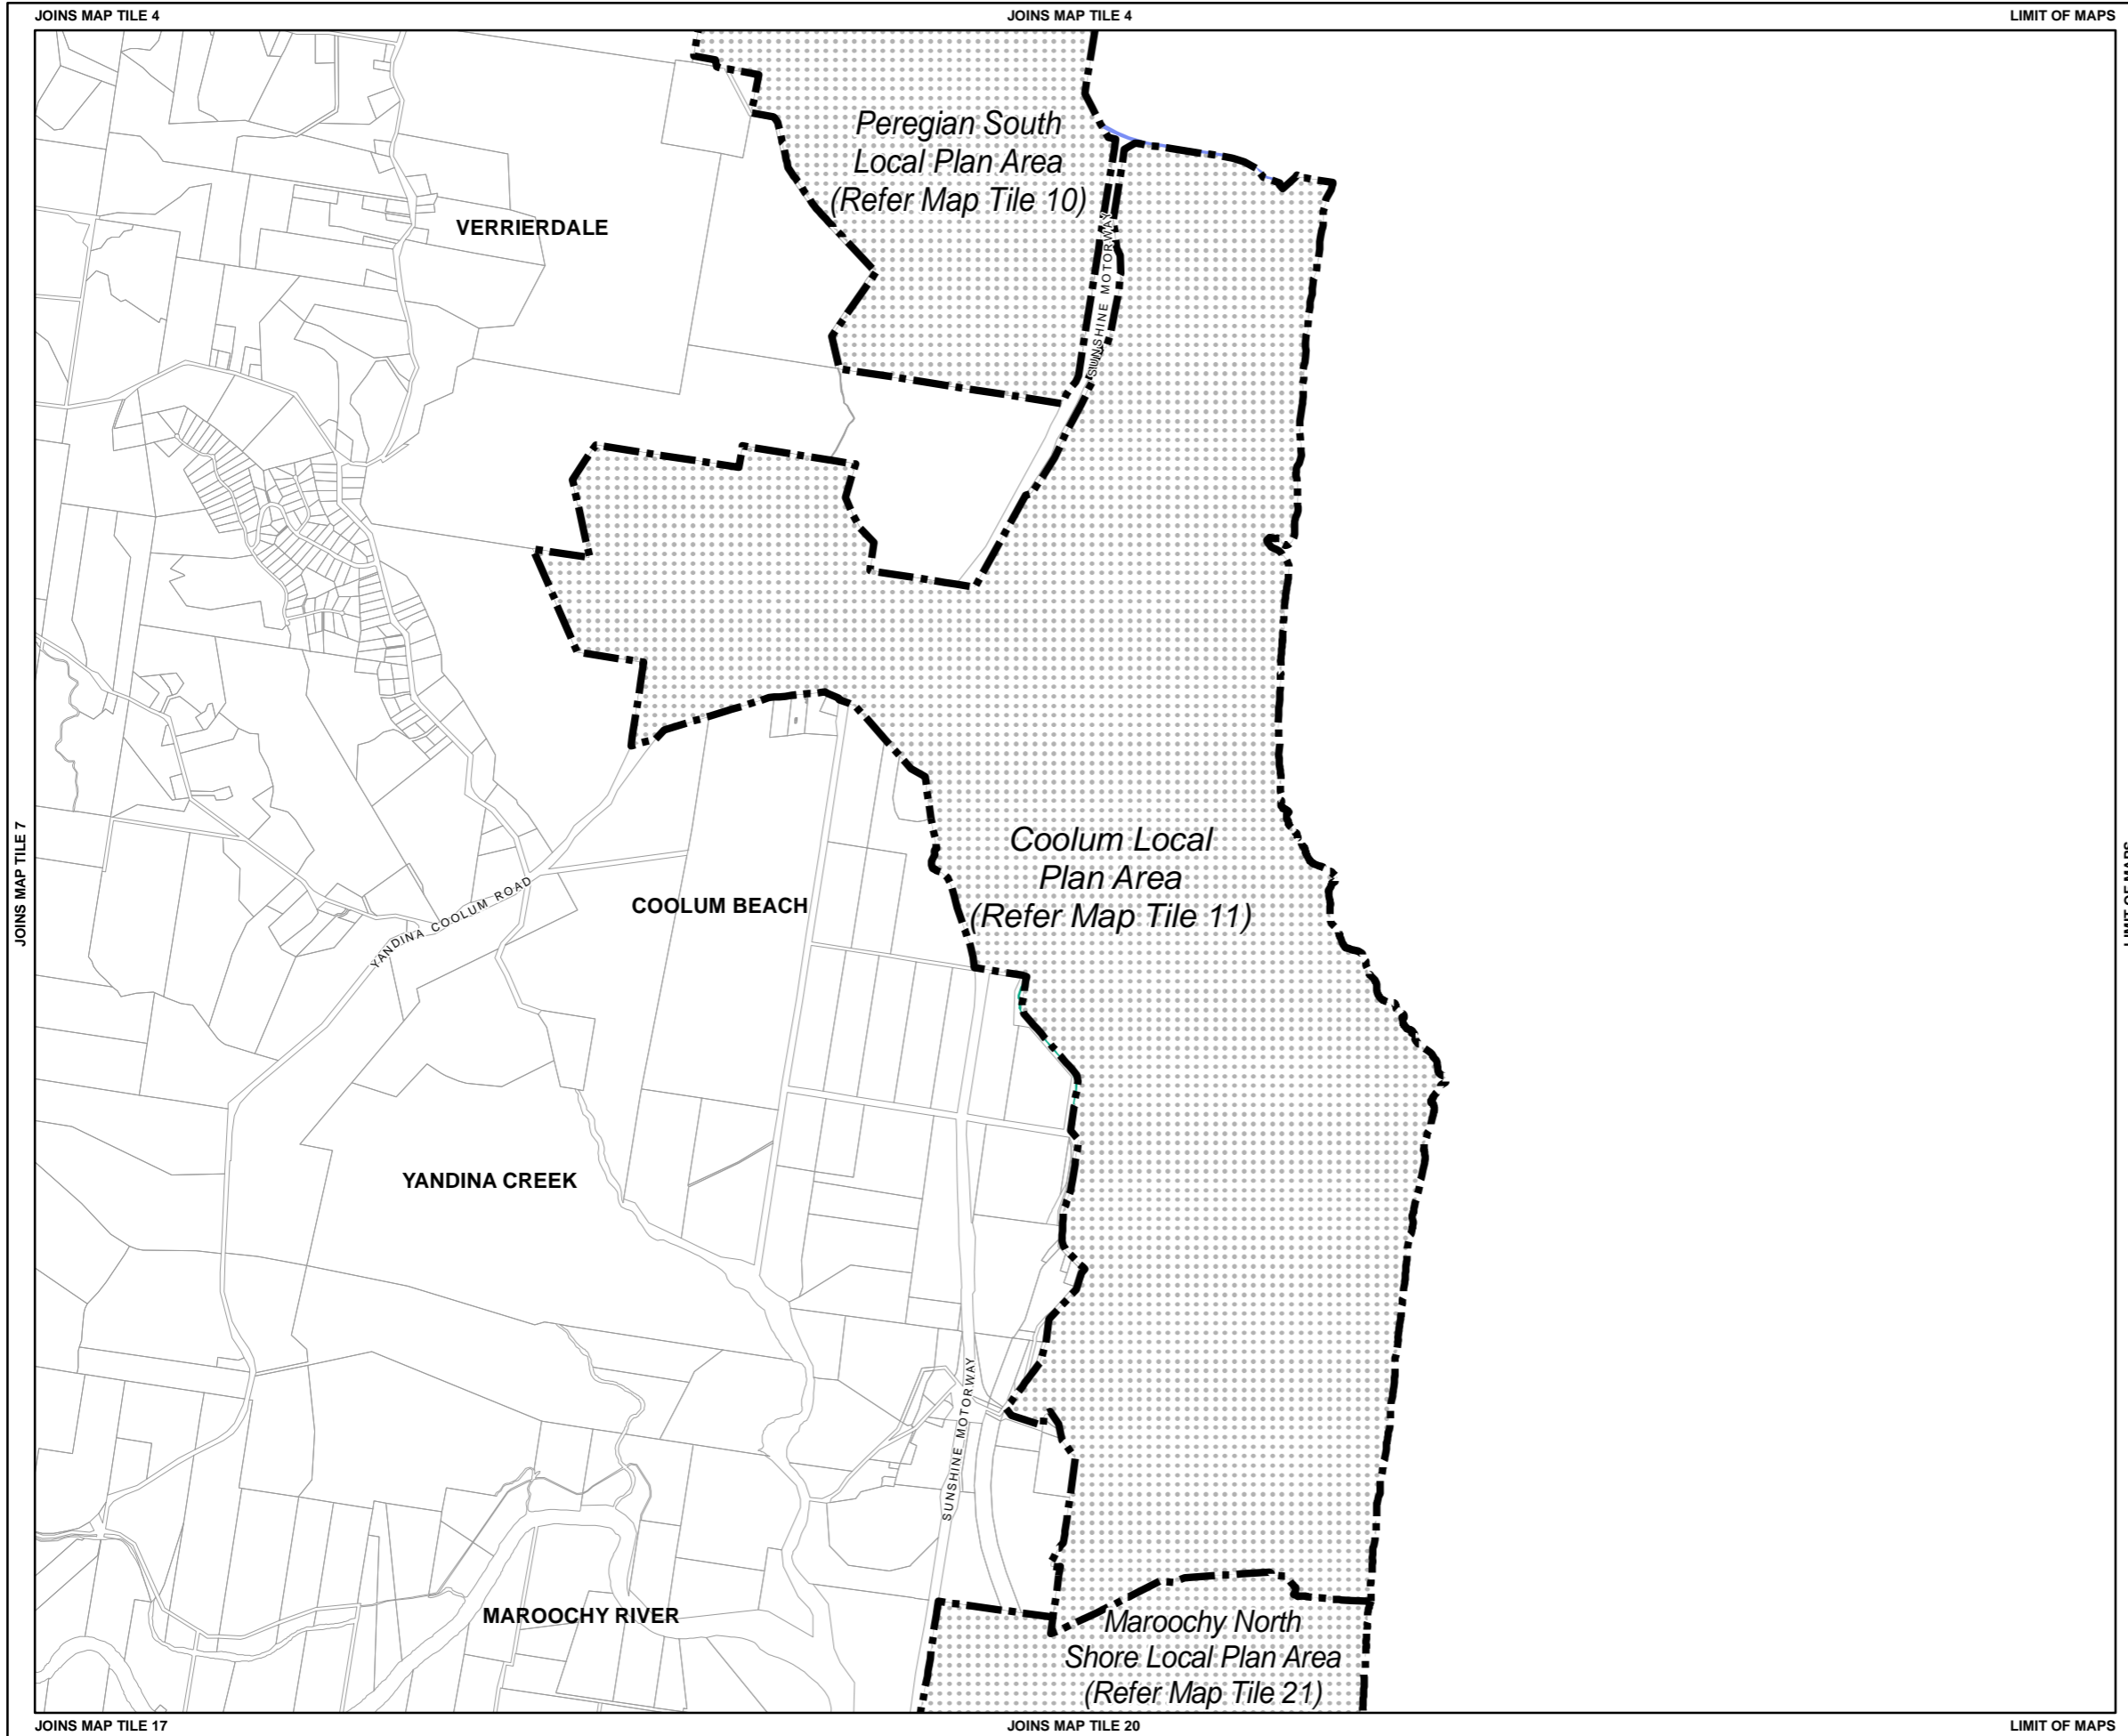 JOINS MAP TILE 4
JOINS MAP TILE 4
LIMIT OF MAPS
Peregian South
Local Plan Area
(Refer Map Tile 10)
VERRIERDALE
SUNSHINE MOTORWAY
JOINS MAP TILE 7
LIMIT OF MAPS
Coolum Local
Plan Area
(Refer Map Tile 11)
COOLUM BEACH
YANDINA COOLUM ROAD
YANDINA CREEK
SUNSHINE MOTORWAY
MAROOCHY RIVER
Maroochy North
Shore Local Plan Area
(Refer Map Tile 21)
JOINS MAP TILE 17
JOINS MAP TILE 20
LIMIT OF MAPS